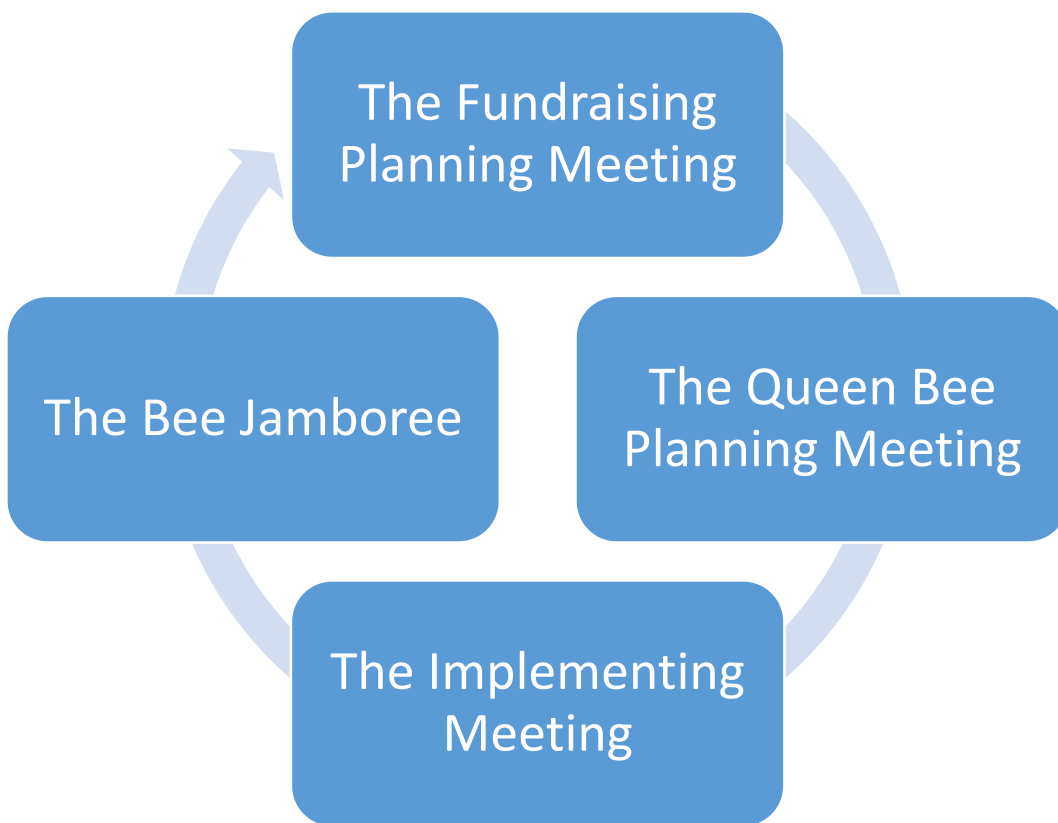 The Fundraising
Planning Meeting
The Queen Bee
Planning Meeting
The Implementing
Meeting
The Bee Jamboree